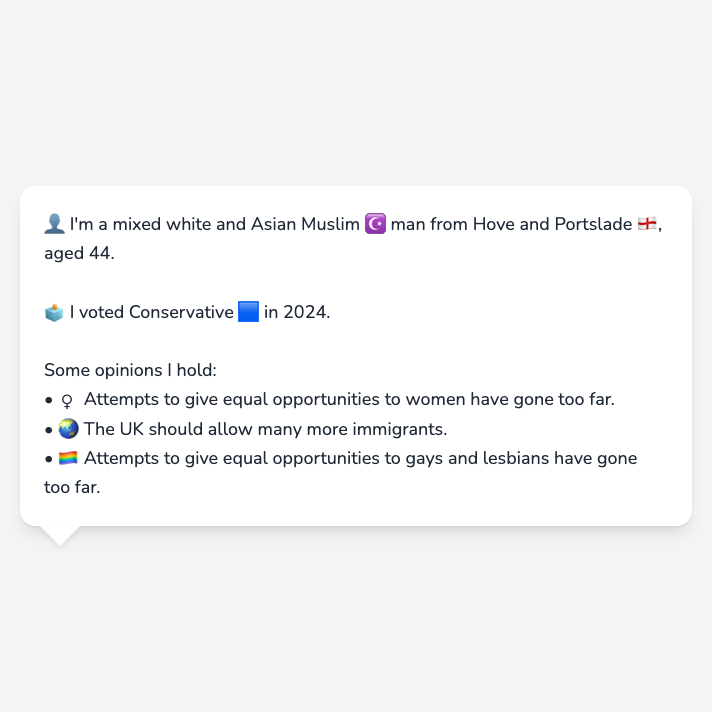 👤 I'm a mixed white and Asian Muslim ☪️ man from Hove and Portslade 🏴󠁧󠁢󠁥󠁮󠁧󠁿,
aged 44.
🗳️ I voted Conservative 🟦 in 2024.
Some opinions I hold:
• ♀ Attempts to give equal opportunities to women have gone too far.
• 🌏 The UK should allow many more immigrants.
• 🏳️‍🌈 Attempts to give equal opportunities to gays and lesbians have gone
too far.